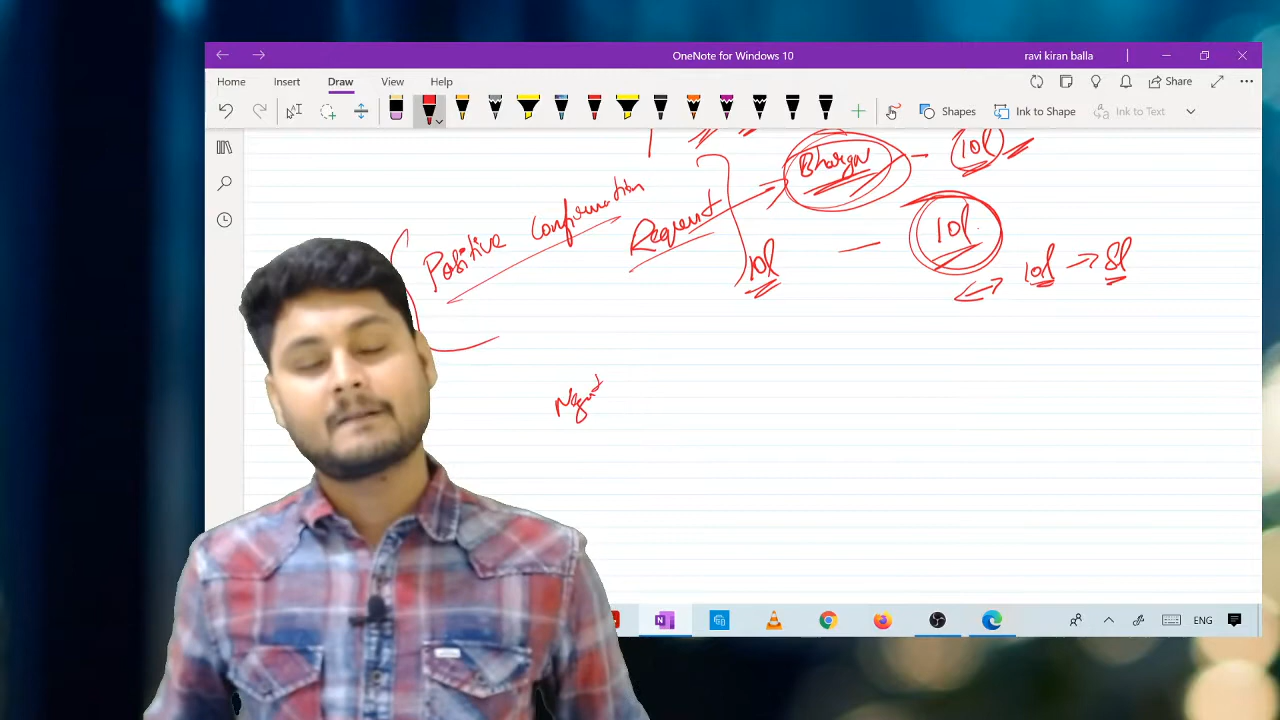 OneNote for Windows 10
ravi kiran balla
Home Insert Draw View Help
Share
Shapes Ink to Shape Ink to Text
Bhargav 10l
Positive Confirmation
Request
10l 10l
10l → 8l
ENG